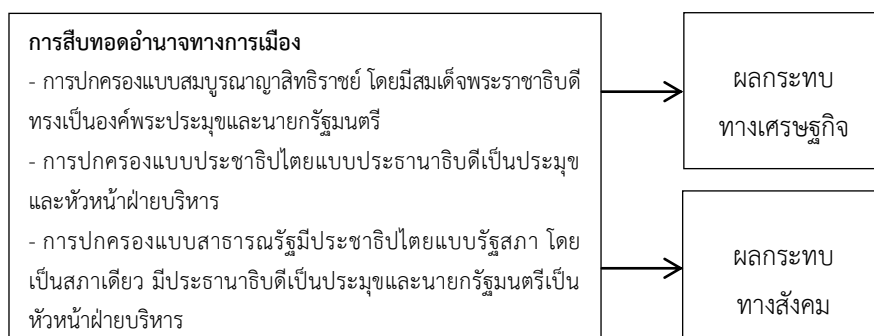 การสืบทอดอำนาจทางการเมือง
- การปกครองแบบสมบูรณาญาสิทธิราชย์ โดยมีสมเด็จพระราชาธิบดี
ทรงเป็นองค์พระประมุขและนายกรัฐมนตรี
- การปกครองแบบประชาธิปไตยแบบประธานาธิบดีเป็นประมุข
และหัวหน้าฝ่ายบริหาร
- การปกครองแบบสาธารณรัฐมีประชาธิปไตยแบบรัฐสภา โดย
เป็นสภาเดียว มีประธานาธิบดีเป็นประมุขและนายกรัฐมนตรีเป็น
หัวหน้าฝ่ายบริหาร
ผลกระทบ
ทางเศรษฐกิจ
ผลกระทบ
ทางสังคม